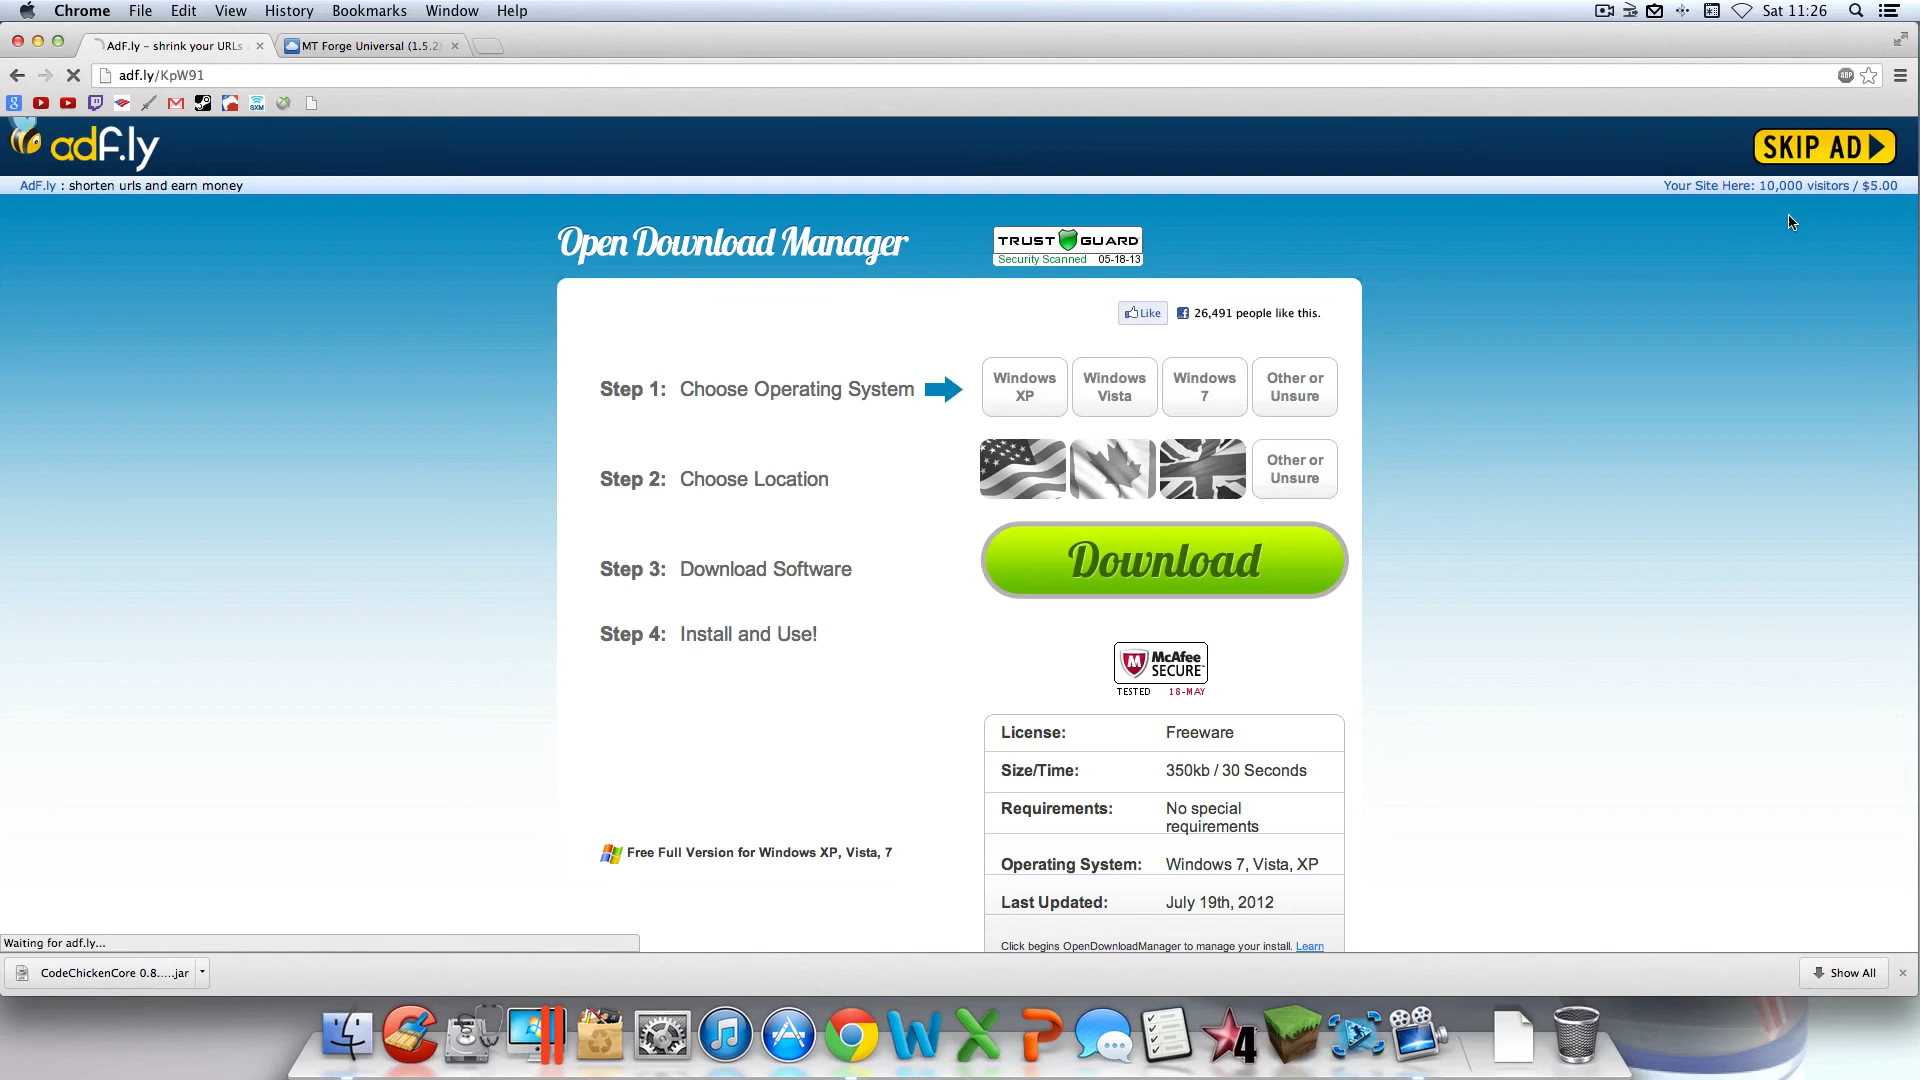 Chrome File Edit View History Bookmarks Window Help Sat 11:26
AdF.ly – shrink your URLs MT Forge Universal (1.5.2)
adf.ly/KpW91 ABP
SXM
adf.ly SKIP AD
AdF.ly : shorten urls and earn money Your Site Here: 10,000 visitors / $5.00
Open Download Manager TRUST GUARD
Security Scanned 05-18-13
Like 26,491 people like this.
Step 1: Choose Operating System Windows XP Windows Vista Windows 7 Other or Unsure
Step 2: Choose Location Other or Unsure
Step 3: Download Software Download
Step 4: Install and Use!
McAfee SECURE
TESTED 18-MAY
License: Freeware
Size/Time: 350kb / 30 Seconds
Requirements: No special
requirements
Free Full Version for Windows XP, Vista, 7
Operating System: Windows 7, Vista, XP
Last Updated: July 19th, 2012
Click begins OpenDownloadManager to manage your install. Learn
Waiting for adf.ly...
CodeChickenCore 0.8.....jar Show All